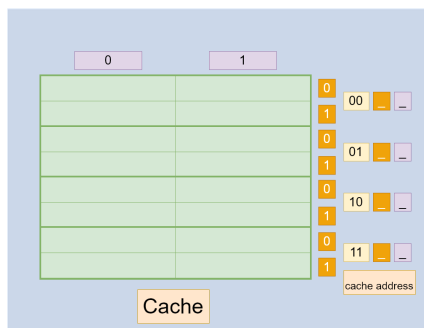 0 1
0
00 _ _
1
0
01 _ _
1
0
10 _ _
1
0
11 _ _
1
cache address
Cache